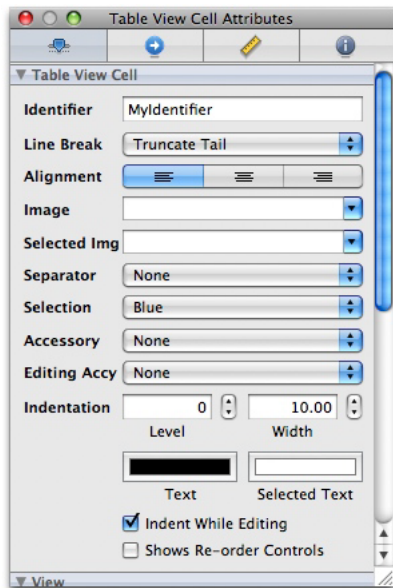 Table View Cell Attributes
Table View Cell
Identifier MyIdentifier
Line Break Truncate Tail
Alignment
Image
Selected Img
Separator None
Selection Blue
Accessory None
Editing Accy None
Indentation 0 10.00
Level Width
Text Selected Text
Indent While Editing
Shows Re-order Controls
View